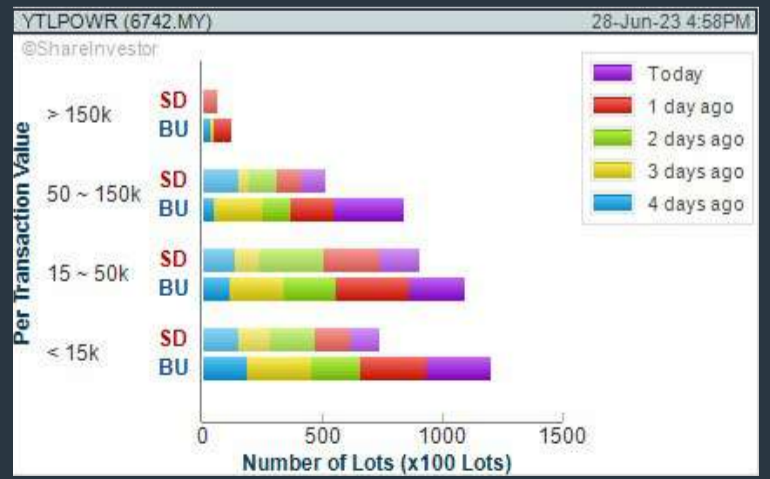 YTLPOWR (6742.MY) 28-Jun-23 4:58PM
©ShareInvestor
Today
1 day ago
2 days ago
3 days ago
4 days ago
Per Transaction Value
> 150k
SD
BU
50 ~ 150k
SD
BU
15 ~ 50k
SD
BU
< 15k
SD
BU
0 500 1000 1500
Number of Lots (x100 Lots)